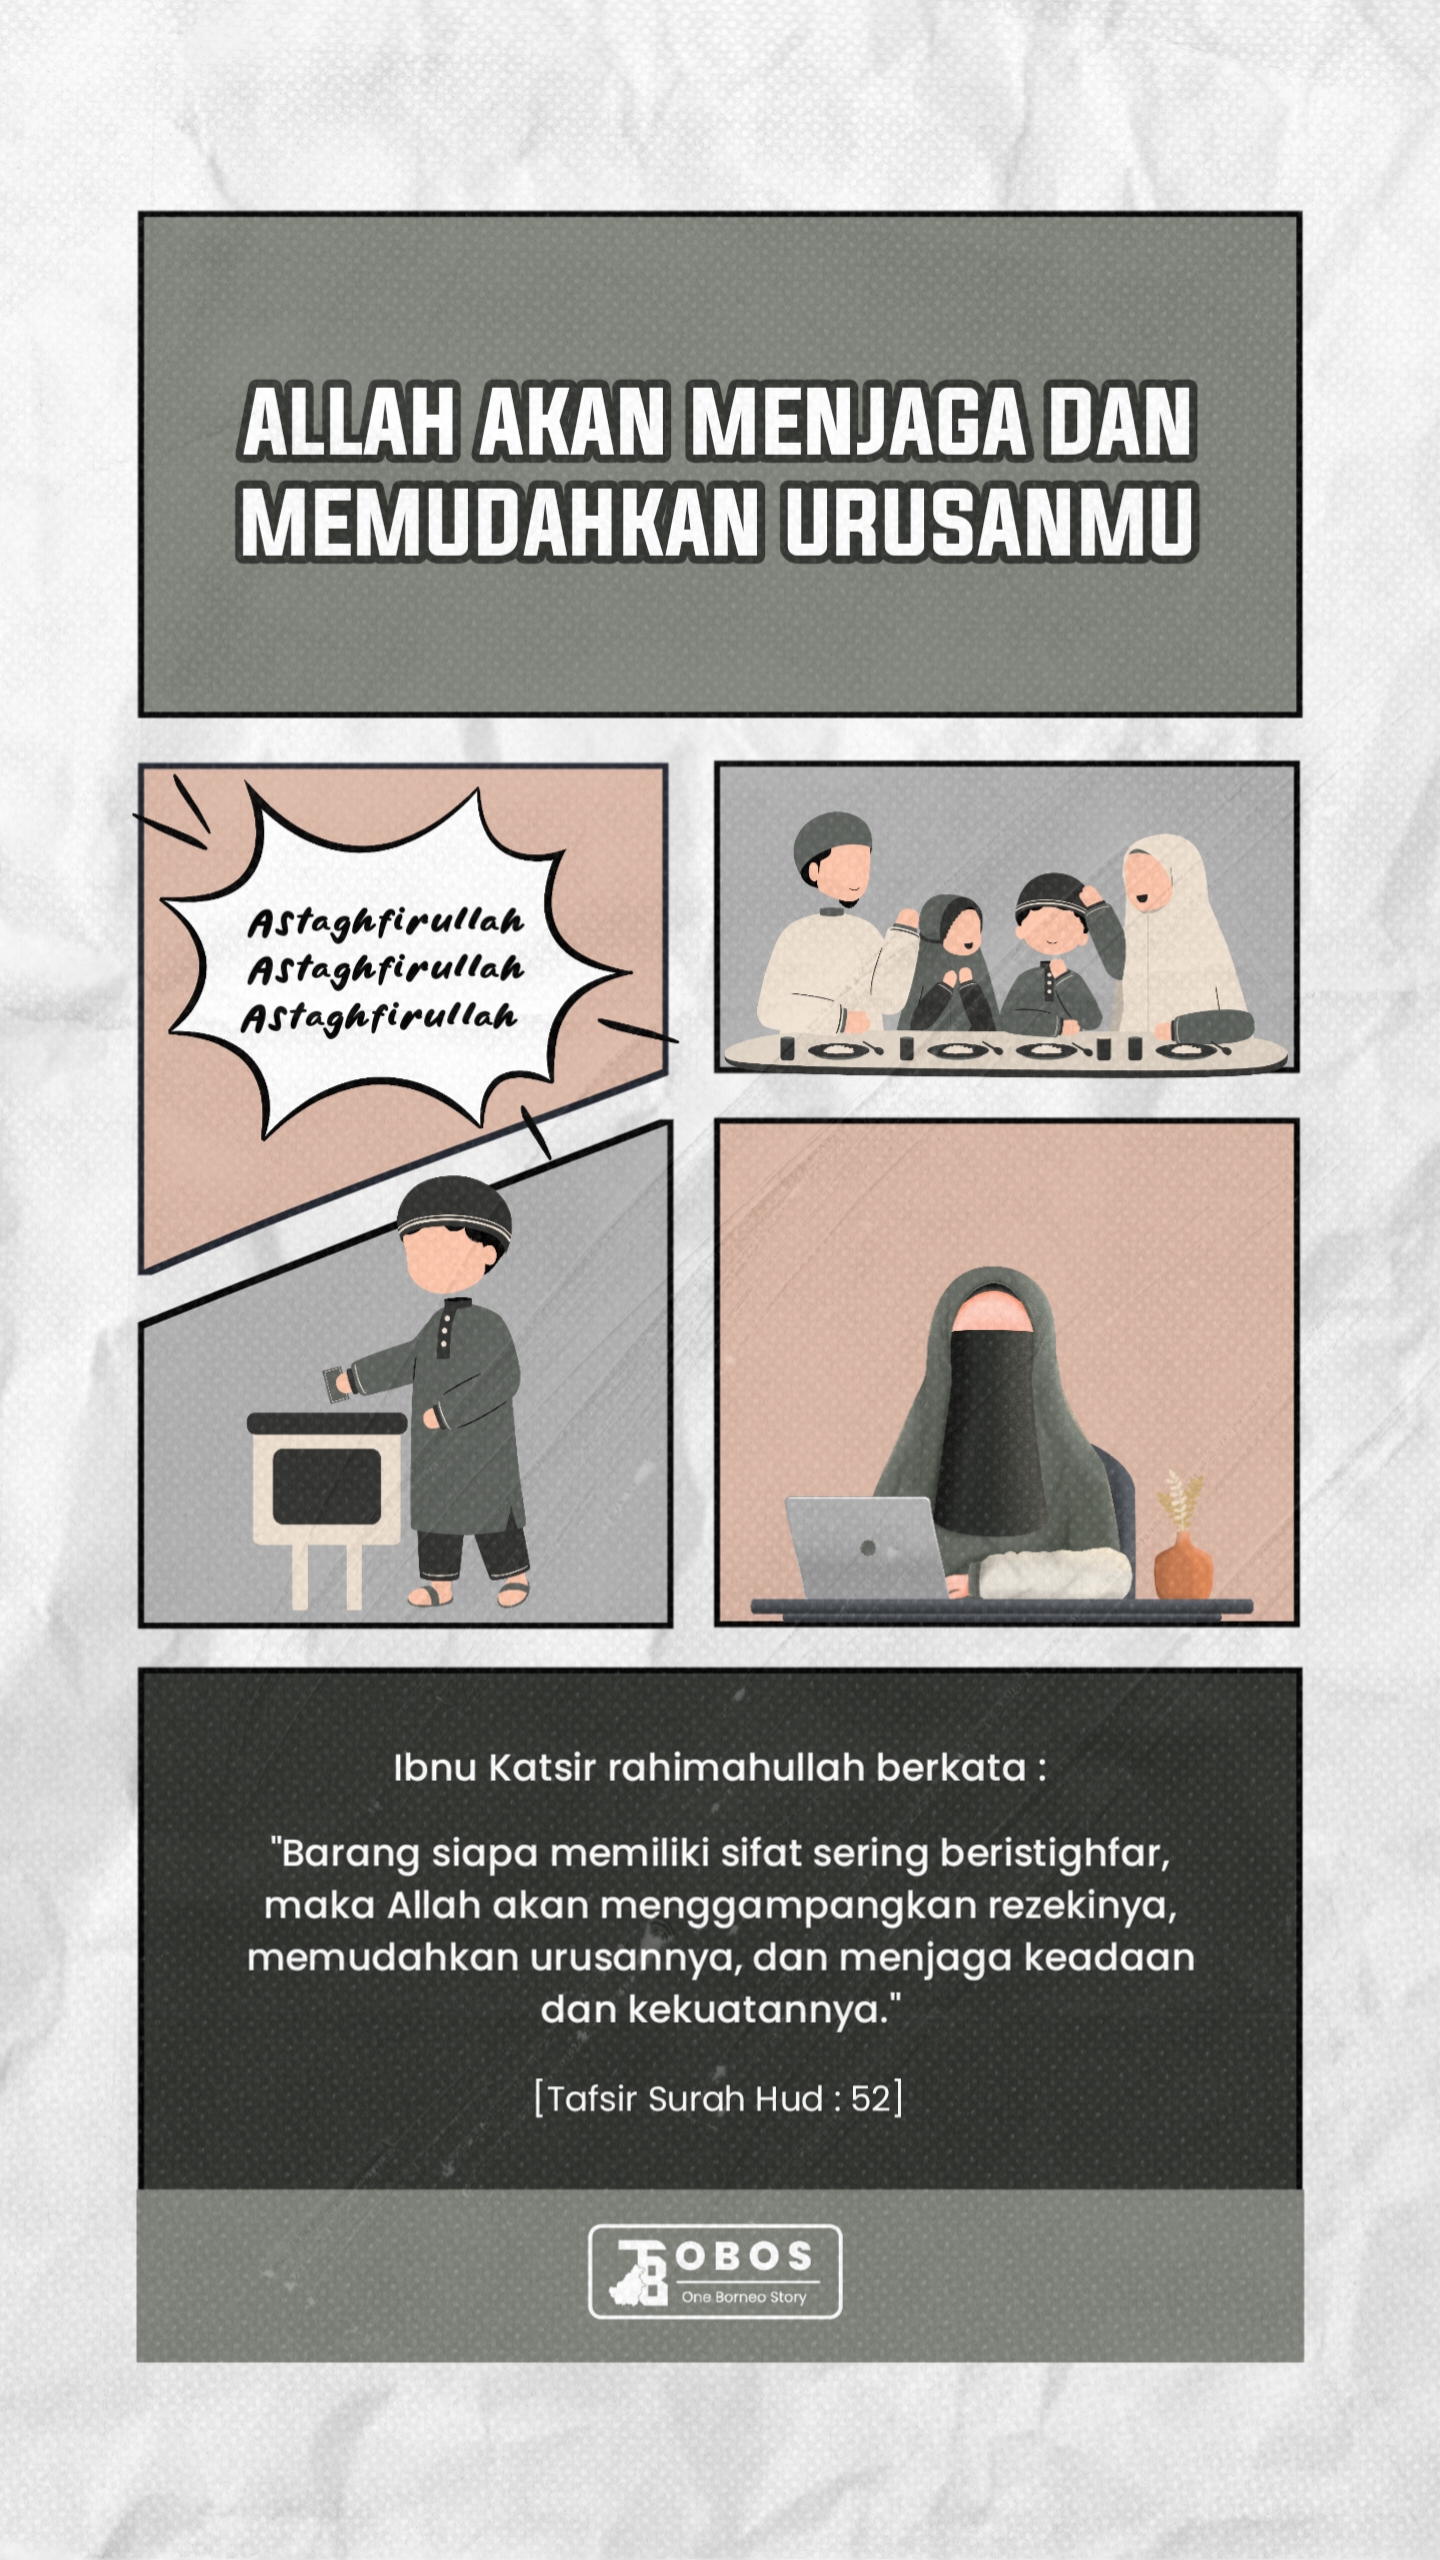 ALLAH AKAN MENJAGA DAN
MEMUDAHKAN URUSANMU
Astaghfirullah
Astaghfirullah
Astaghfirullah
Ibnu Katsir rahimahullah berkata :
"Barang siapa memiliki sifat sering beristighfar,
maka Allah akan menggampangkan rezekinya,
memudahkan urusannya, dan menjaga keadaan
dan kekuatannya."
[Tafsir Surah Hud : 52]
OBOS
One Borneo Story